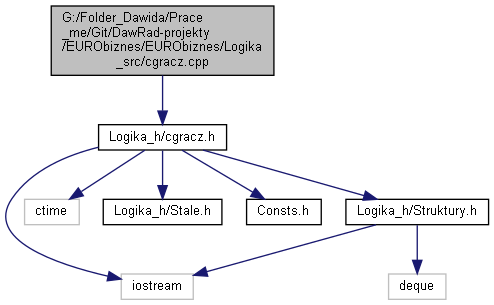 G:/Folder_Dawida/Prace
_me/Git/DawRad-projekty
/EURObiznes/EURObiznes/Logika
_src/cgracz.cpp
Logika_h/cgracz.h
ctime
Logika_h/Stale.h
Consts.h
Logika_h/Struktury.h
iostream
deque